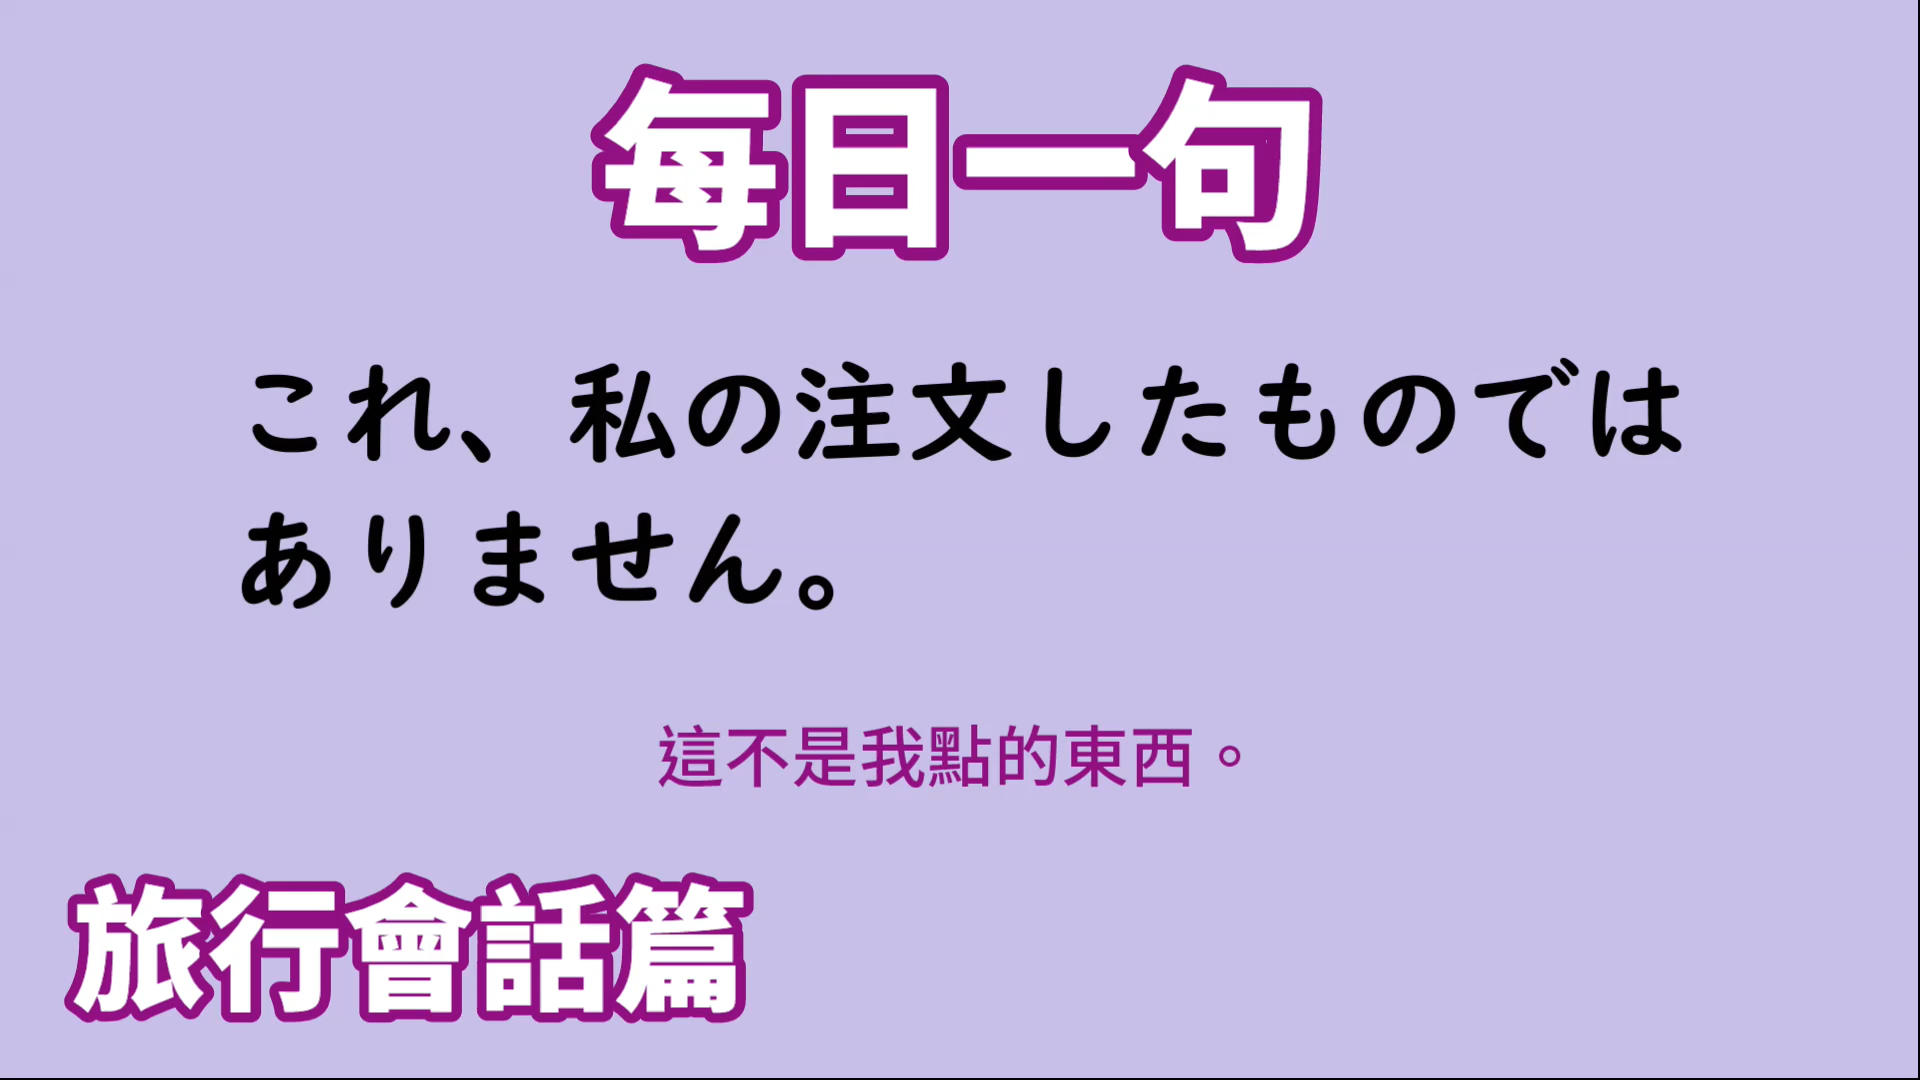 每日一句
これ、私の注文したものでは
ありません。
這不是我點的東西。
旅行會話篇